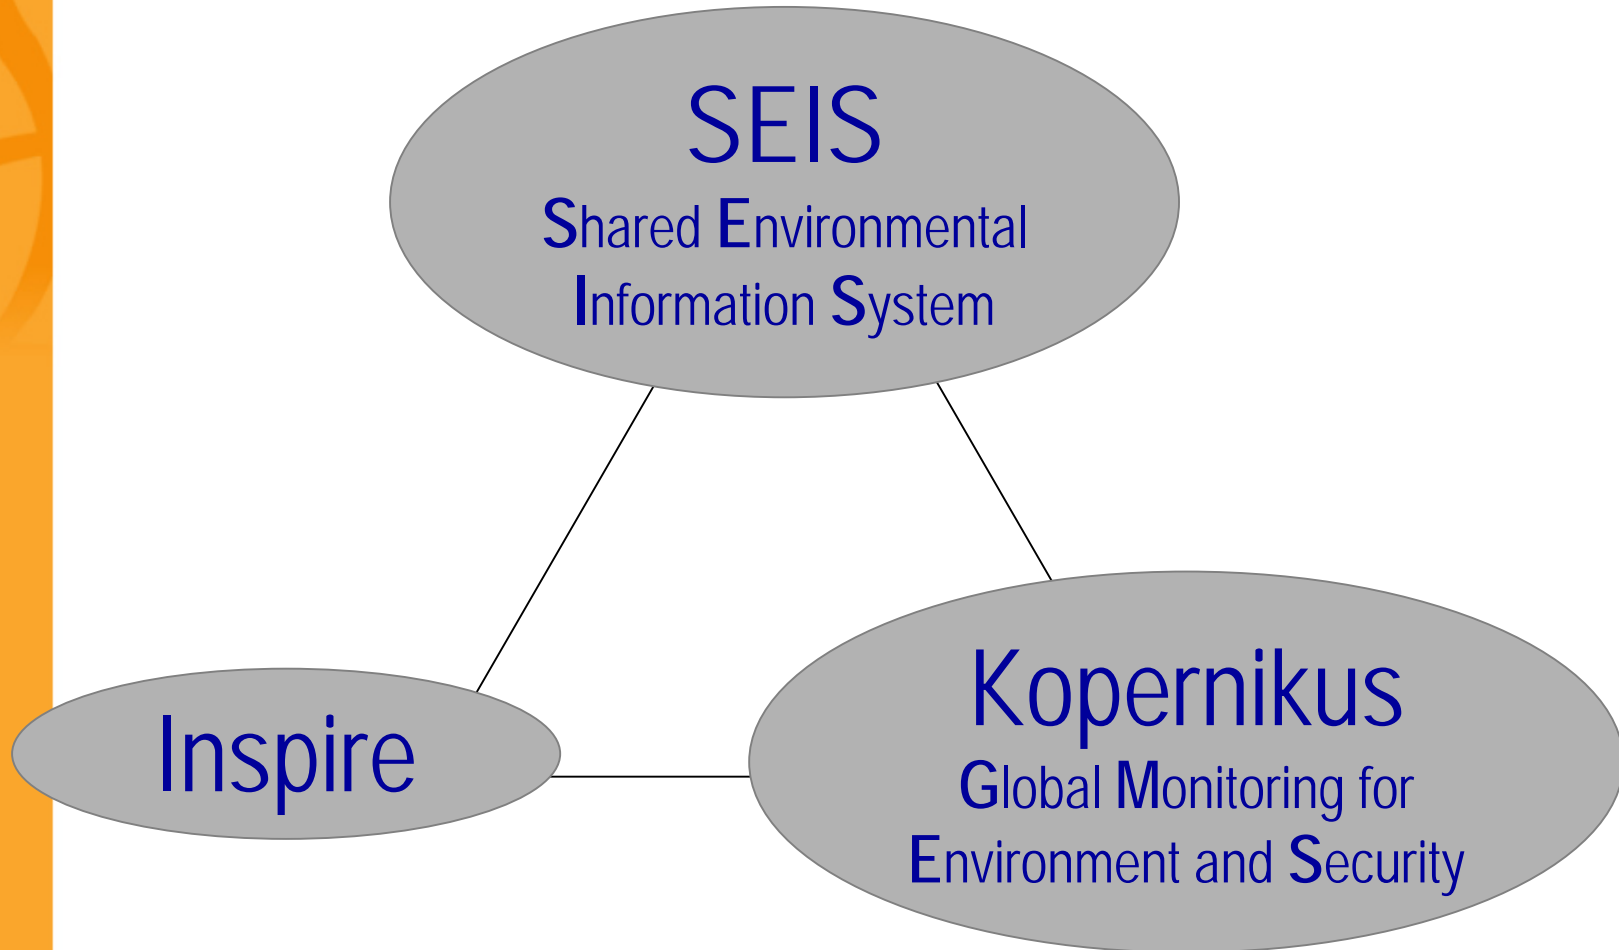 SEIS
Shared Environmental
Information System
Inspire
Kopernikus
Global Monitoring for
Environment and Security